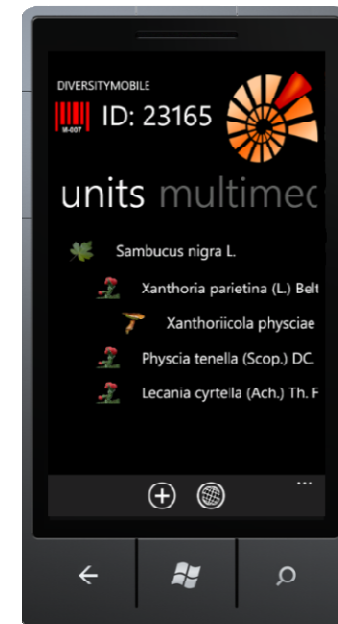 DIVERSITYMOBILE
M-007
ID: 23165
units multimed
Sambucus nigra L.
Xanthoria parietina (L.) Belt
Xanthoriicola physciae
Physcia tenella (Scop.) DC.
Lecania cyrtella (Ach.) Th. F
...